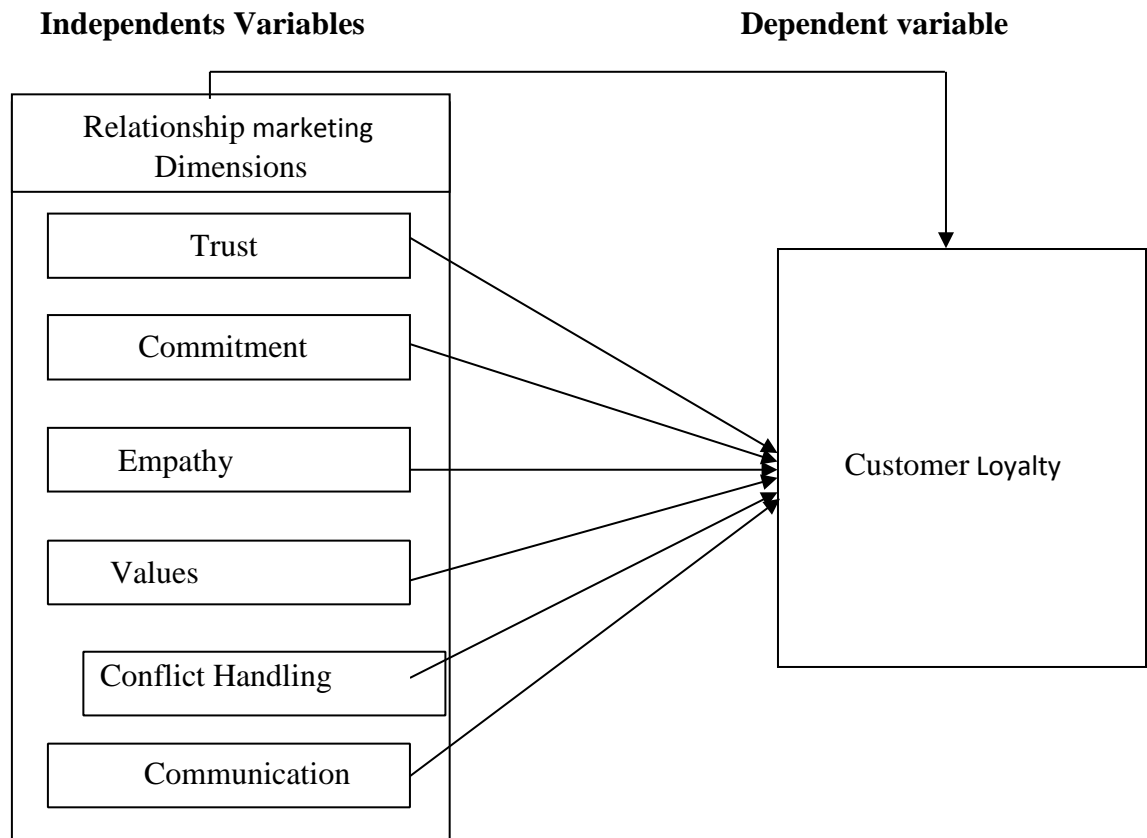 Independents Variables
Dependent variable
Relationship marketing
Dimensions
Trust
Commitment
Empathy
Customer Loyalty
Values
Conflict Handling
Communication